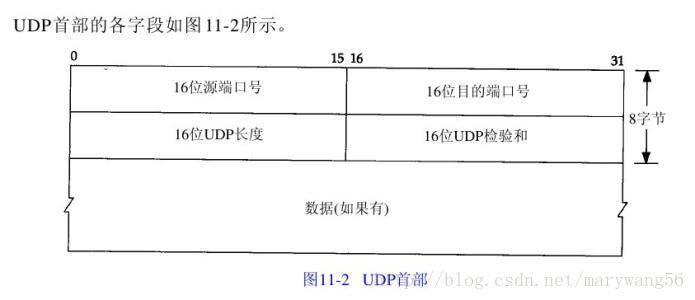 UDP首部的各字段如图11-2所示。
0 15 16 31
16位源端口号 16位目的端口号
8字节
16位UDP长度 16位UDP检验和
数据(如果有)
图11-2 UDP首部
//blog.csdn.net/marywang56